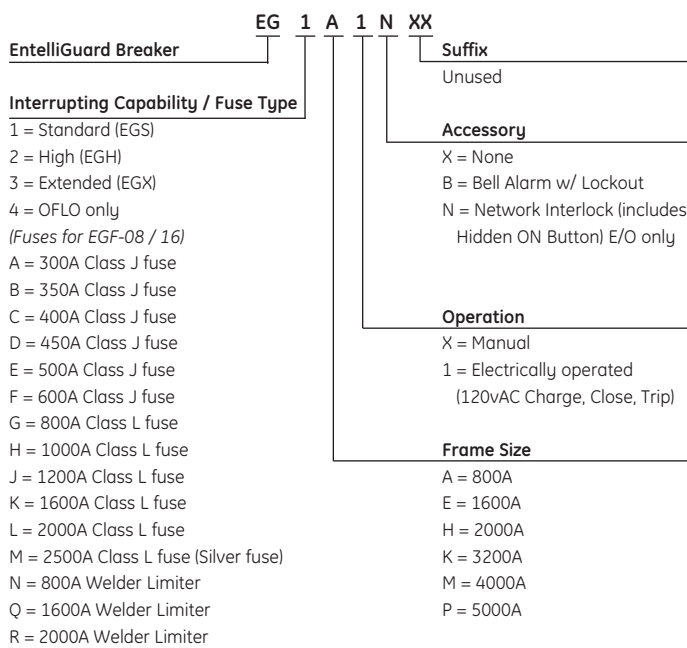 EG 1 A 1 N XX
EntelliGuard Breaker
Interrupting Capability / Fuse Type
1 = Standard (EGS)
2 = High (EGH)
3 = Extended (EGX)
4 = OFLO only
(Fuses for EGF-08 / 16)
A = 300A Class J fuse
B = 350A Class J fuse
C = 400A Class J fuse
D = 450A Class J fuse
E = 500A Class J fuse
F = 600A Class J fuse
G = 800A Class L fuse
H = 1000A Class L fuse
J = 1200A Class L fuse
K = 1600A Class L fuse
L = 2000A Class L fuse
M = 2500A Class L fuse (Silver fuse)
N = 800A Welder Limiter
Q = 1600A Welder Limiter
R = 2000A Welder Limiter
Suffix
Unused
Accessory
X = None
B = Bell Alarm w/ Lockout
N = Network Interlock (includes
Hidden ON Button) E/O only
Operation
X = Manual
1 = Electrically operated
(120vAC Charge, Close, Trip)
Frame Size
A = 800A
E = 1600A
H = 2000A
K = 3200A
M = 4000A
P = 5000A